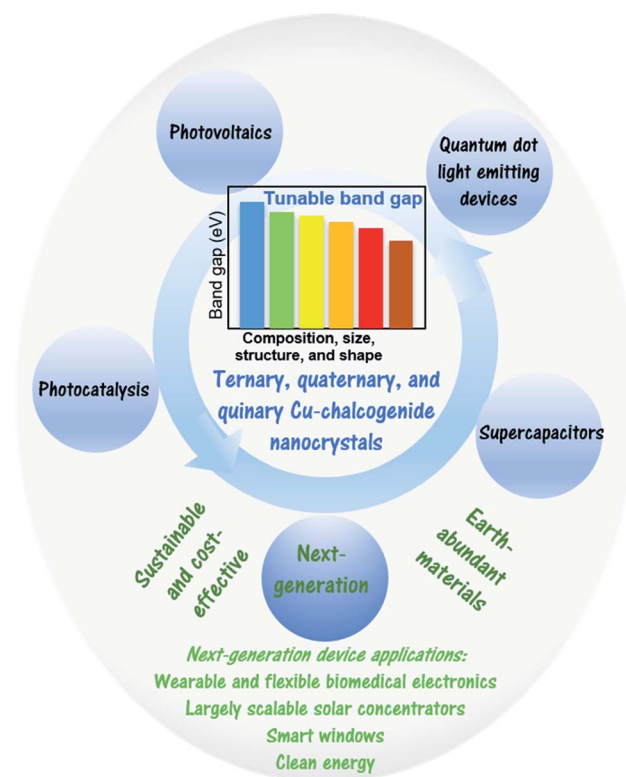 Photovoltaics
Quantum dot
light emitting
devices
Tunable band gap
Band gap (eV)
Composition, size,
structure, and shape
Ternary, quaternary, and
quinary Cu-chalcogenide
nanocrystals
Photocatalysis
Supercapacitors
Sustainable
and cost-
effective
Next-
generation
Earth-
abundant
materials
Next-generation device applications:
Wearable and flexible biomedical electronics
Largely scalable solar concentrators
Smart windows
Clean energy